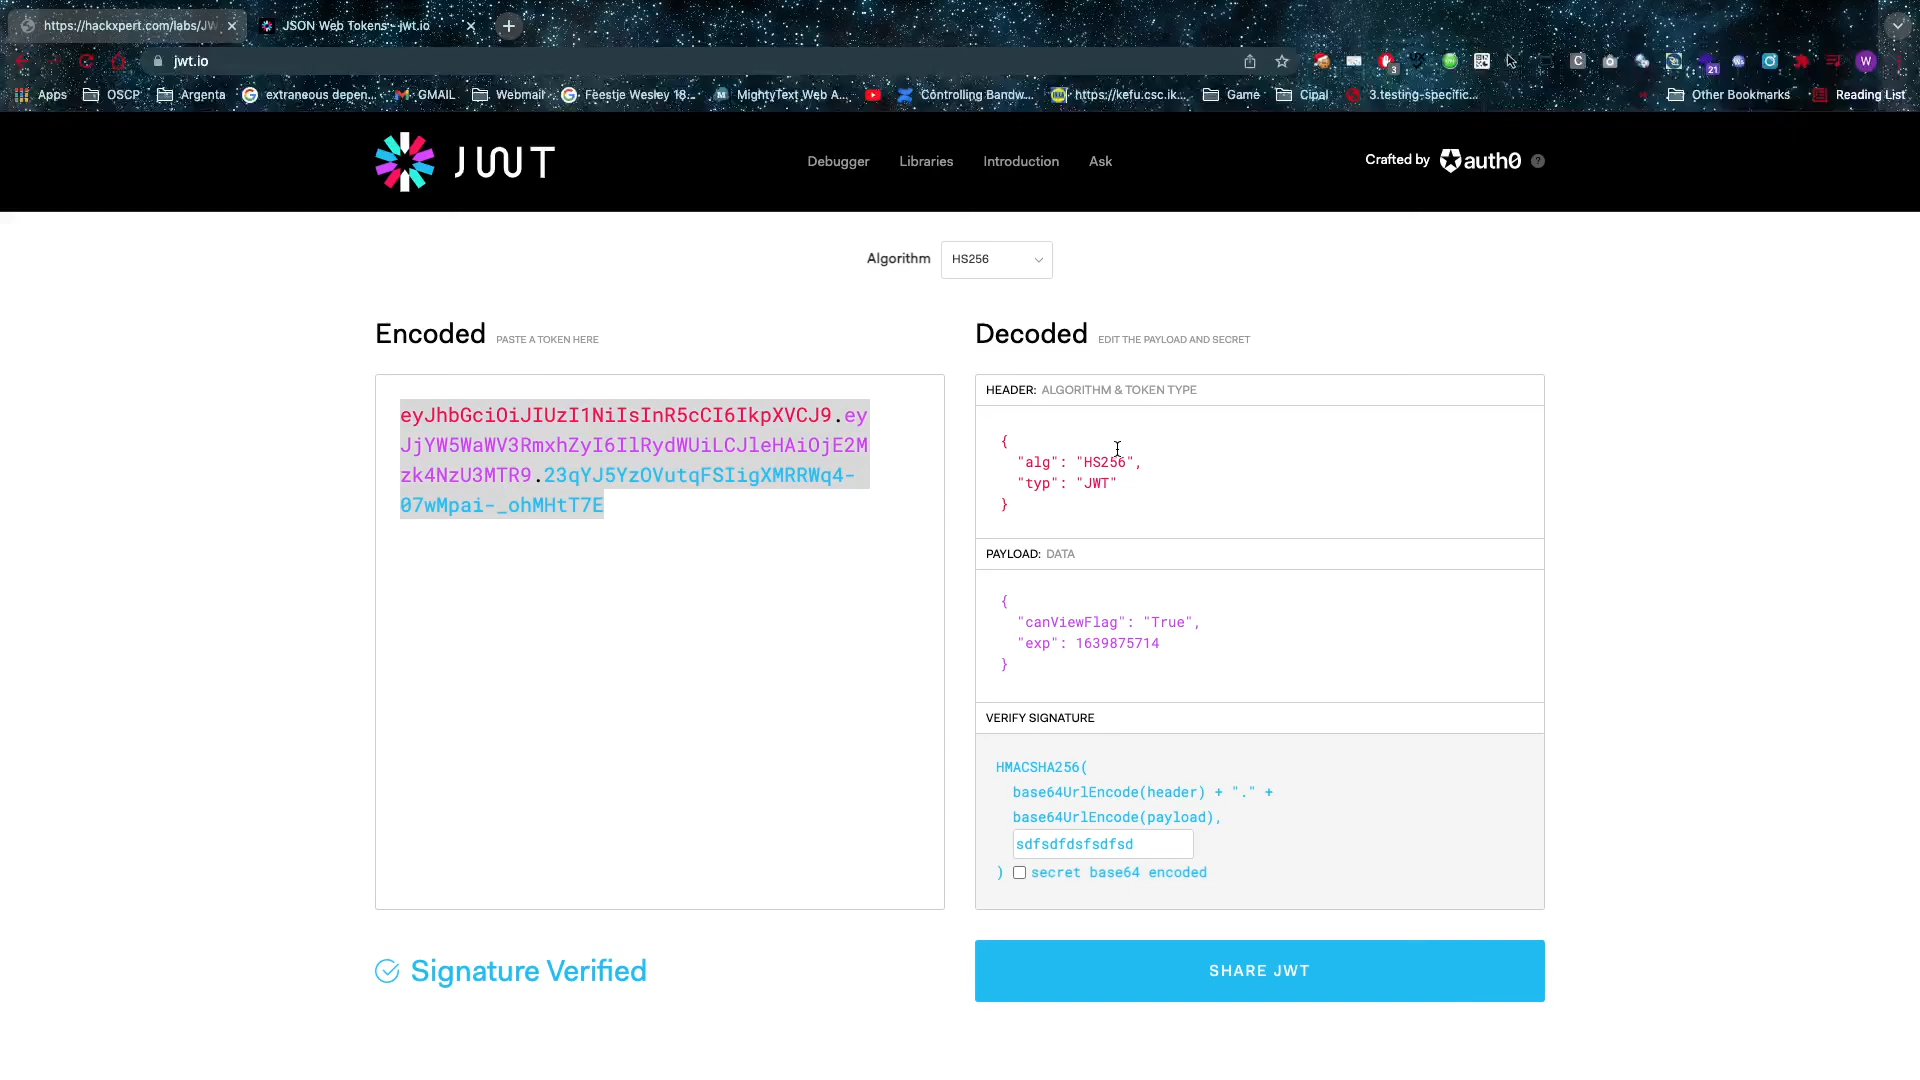 https://hackxpert.com/labs/JW
JSON Web Tokens - jwt.io
jwt.io
3
21
W
Apps
OSCP
Argenta
extraneous depen...
GMAIL
Webmail
Feestje Wesley 18...
MightyText Web A...
Controlling Bandw...
https://kefu.csc.ik...
Game
Cipal
3.testing-specific...
Other Bookmarks
Reading List
JWT
Debugger
Libraries
Introduction
Ask
Crafted by auth0 ?
Algorithm HS256
Encoded PASTE A TOKEN HERE
eyJhbGciOiJIUzI1NiIsInR5cCI6IkpXVCJ9.ey
JjYW5WaWV3RmxhZyI6IlRydWUiLCJleHAiOjE2M
zk4NzU3MTR9.23qYJ5YzOVutqFSIigXMRRWq4-
07wMpai-_ohMHtT7E
Signature Verified
Decoded EDIT THE PAYLOAD AND SECRET
HEADER: ALGORITHM & TOKEN TYPE
{
"alg": "HS256",
"typ": "JWT"
}
PAYLOAD: DATA
{
"canViewFlag": "True",
"exp": 1639875714
}
VERIFY SIGNATURE
HMACSHA256(
base64UrlEncode(header) + "." +
base64UrlEncode(payload),
sdfsdfdsfsdfsd
) secret base64 encoded
SHARE JWT